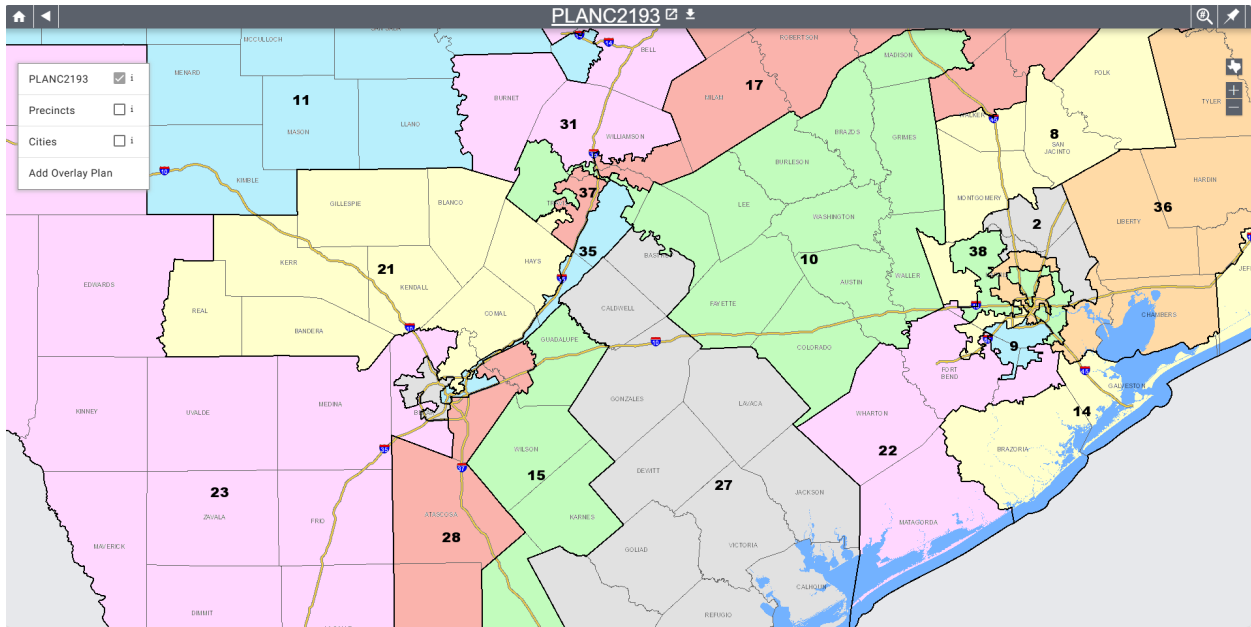 PLANC2193
PLANC2193 i
Precincts i
Cities i
Add Overlay Plan
MCCULLOCH
BELL
ROBERTSON
MADISON
POLK
MENARD
11
BURNET
17
MILAM
TYLER
MASON
LLANO
31
WILLIAMSON
BRAZOS
GRIMES
8
SAN
JACINTO
KIMBLE
BURLESON
HARDIN
GILLESPIE
BLANCO
37
LEE
WASHINGTON
MONTGOMERY
2
36
LIBERTY
EDWARDS
KERR
21
KENDALL
HAYS
35
10
AUSTIN
WALLER
38
REAL
BANDERA
COMAL
CALDWELL
FAYETTE
CHAMBERS
GUADALUPE
COLORADO
9
FORT
BEND
KINNEY
UVALDE
MEDINA
GONZALES
LAVACA
WHARTON
GALVESTON
14
WILSON
22
BRAZORIA
23
ZAVALA
FRIO
15
DEWITT
27
JACKSON
ATASCOSA
KARNES
MATAGORDA
MAVERICK
28
GOLIAD
VICTORIA
CALHOUN
DIMMIT
REFUGIO